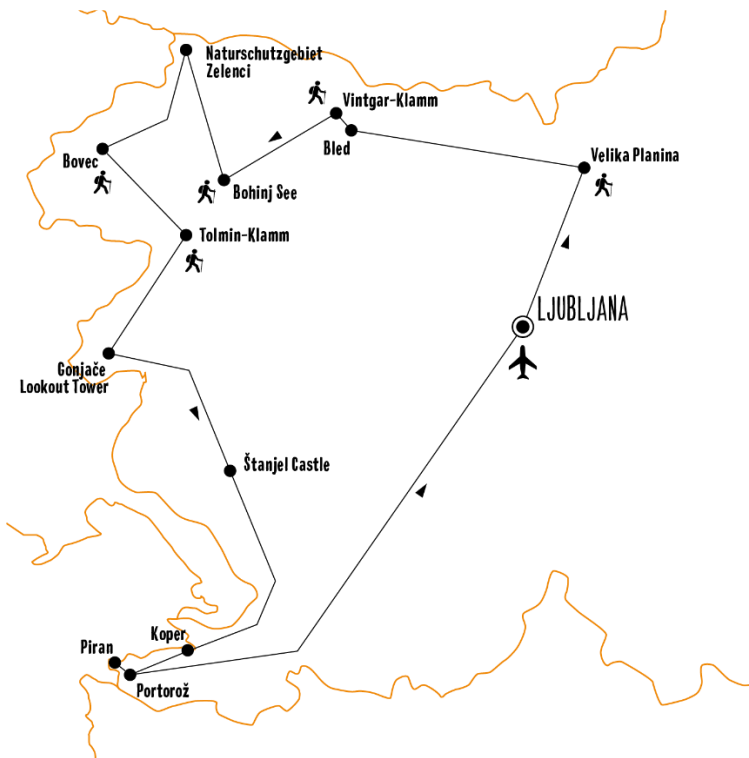 Naturschutzgebiet
Zelenci
Vintgar-Klamm
Bled
Velika Planina
Bovec
Bohinj See
Tolmin-Klamm
LJUBLJANA
Gonjače
Lookout Tower
Štanjel Castle
Koper
Piran
Portorož